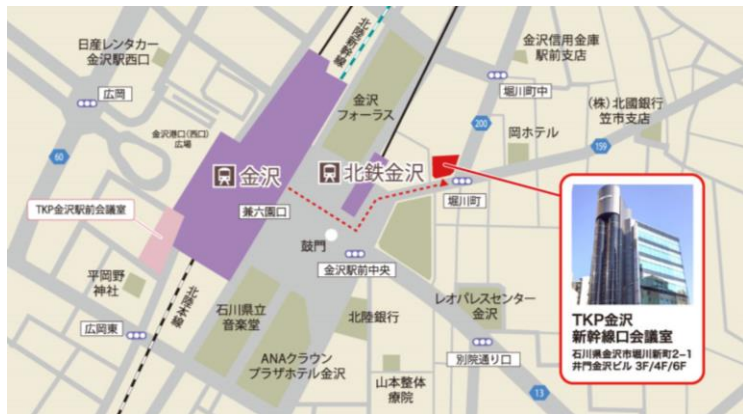 日産レンタカー
金沢駅西口
広岡
金沢港口(西口)
広場
60
TKP金沢駅前会議室
平岡野
神社
広岡東
北陸新幹線
金沢
兼六園口
北陸本線
金沢
フォーラス
北鉄金沢
鼓門
金沢駅前中央
石川県立
音楽堂
ANAクラウン
プラザホテル金沢
北陸銀行
山本整体
療院
レオパレスセンター
金沢
別院通り口
13
金沢信用金庫
駅前支店
堀川町中
200
岡ホテル
(株)北國銀行
笠市支店
159
堀川町
TKP金沢
新幹線口会議室
石川県金沢市堀川新町2−1
井門金沢ビル 3F/4F/6F